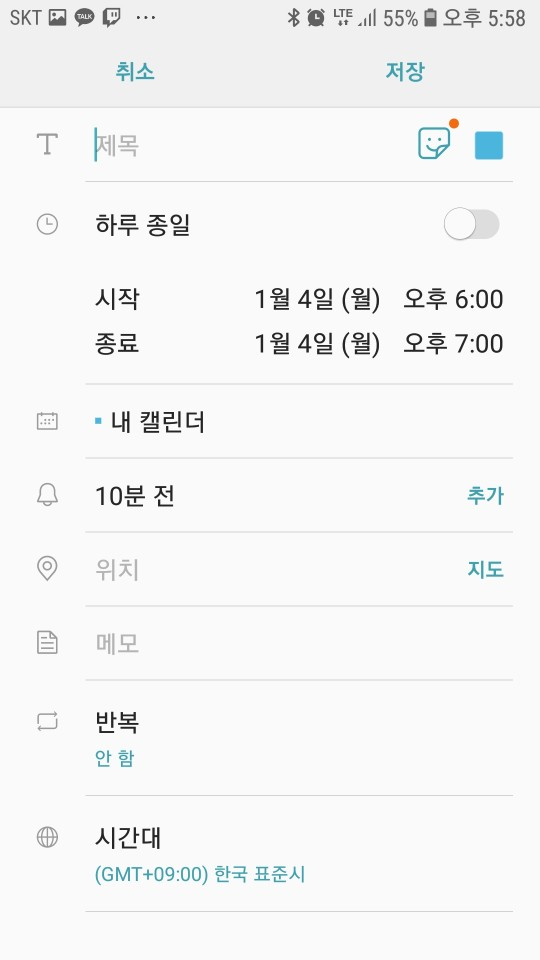 SKT TALK LTE 55% 오후 5:58
취소 저장
제목
하루 종일
시작 1월 4일 (월) 오후 6:00
종료 1월 4일 (월) 오후 7:00
내 캘린더
10분 전 추가
위치 지도
메모
반복
안 함
시간대
(GMT+09:00) 한국 표준시